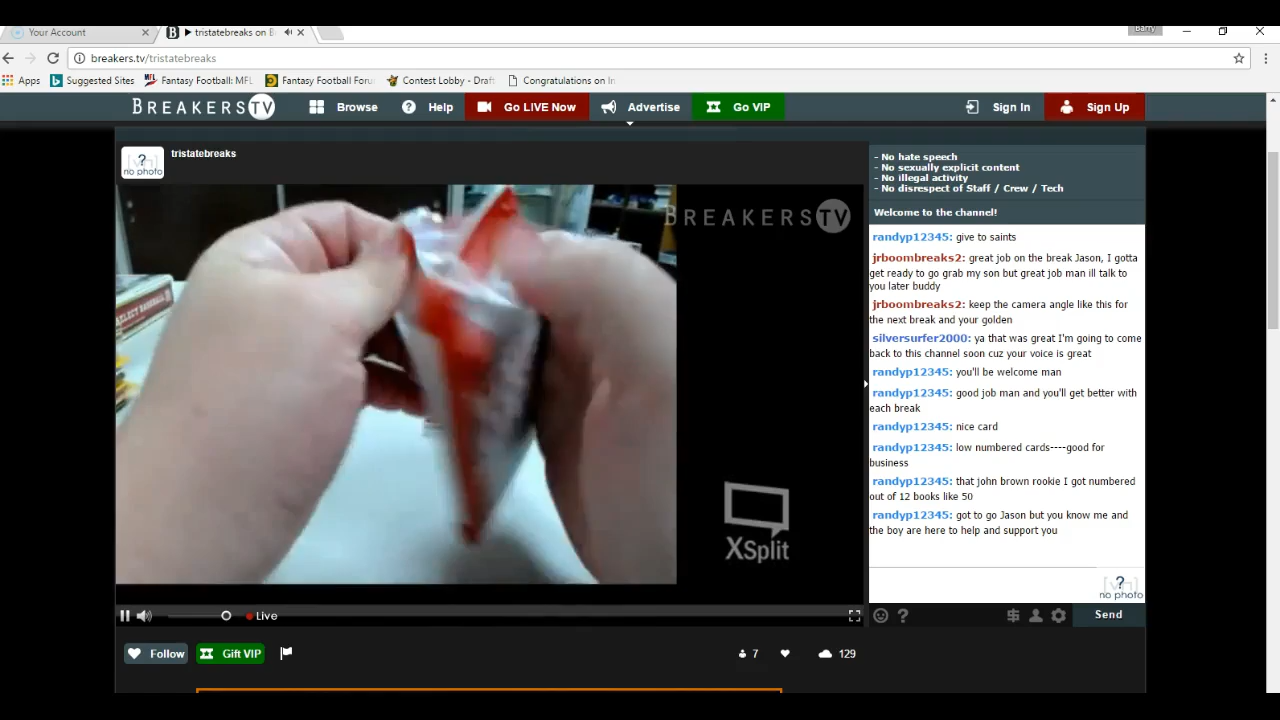 Your Account
tristatebreaks on B
Barry
breakers.tv/tristatebreaks
Apps
Suggested Sites
Fantasy Football: MFL
Fantasy Football Foru
Contest Lobby - Draft
Congratulations on In
BREAKERS TV
Browse
Help
Go LIVE Now
Advertise
Go VIP
Sign In
Sign Up
? no photo
tristatebreaks
BREAKERS TV
XSplit
Live
Follow
Gift VIP
7
129
- No hate speech
- No sexually explicit content
- No illegal activity
- No disrespect of Staff / Crew / Tech
Welcome to the channel!
randyp12345: give to saints
jrboombreaks2: great job on the break Jason, I gotta
get ready to go grab my son but great job man ill talk to
you later buddy
jrboombreaks2: keep the camera angle like this for
the next break and your golden
silversurfer2000: ya that was great I'm going to come
back to this channel soon cuz your voice is great
randyp12345: you'll be welcome man
randyp12345: good job man and you'll get better with
each break
randyp12345: nice card
randyp12345: low numbered cards----good for
business
randyp12345: that john brown rookie I got numbered
out of 12 books like 50
randyp12345: got to go Jason but you know me and
the boy are here to help and support you
? no photo
Send